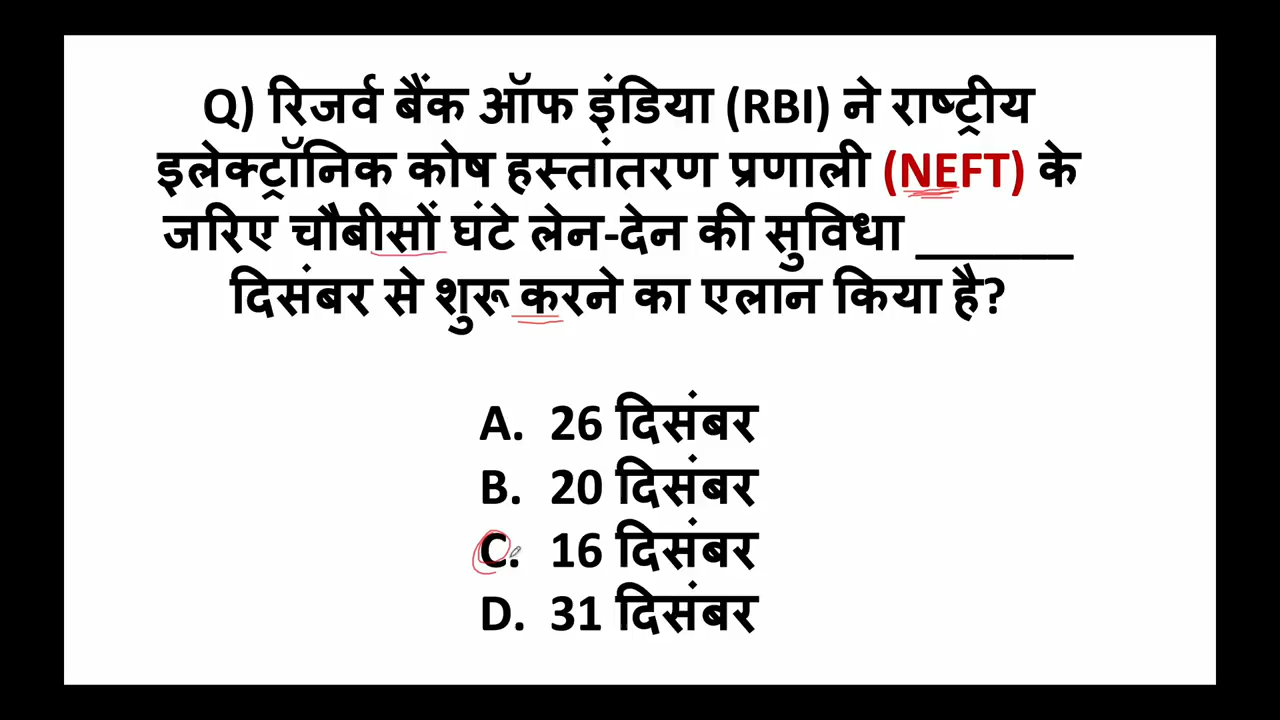 Q) रिजर्व बैंक ऑफ इंडिया (RBI) ने राष्ट्रीय
इलेक्ट्रॉनिक कोष हस्तांतरण प्रणाली (NEFT) के
जरिए चौबीसों घंटे लेन-देन की सुविधा ______
दिसंबर से शुरू करने का एलान किया है?
A. 26 दिसंबर
B. 20 दिसंबर
C. 16 दिसंबर
D. 31 दिसंबर